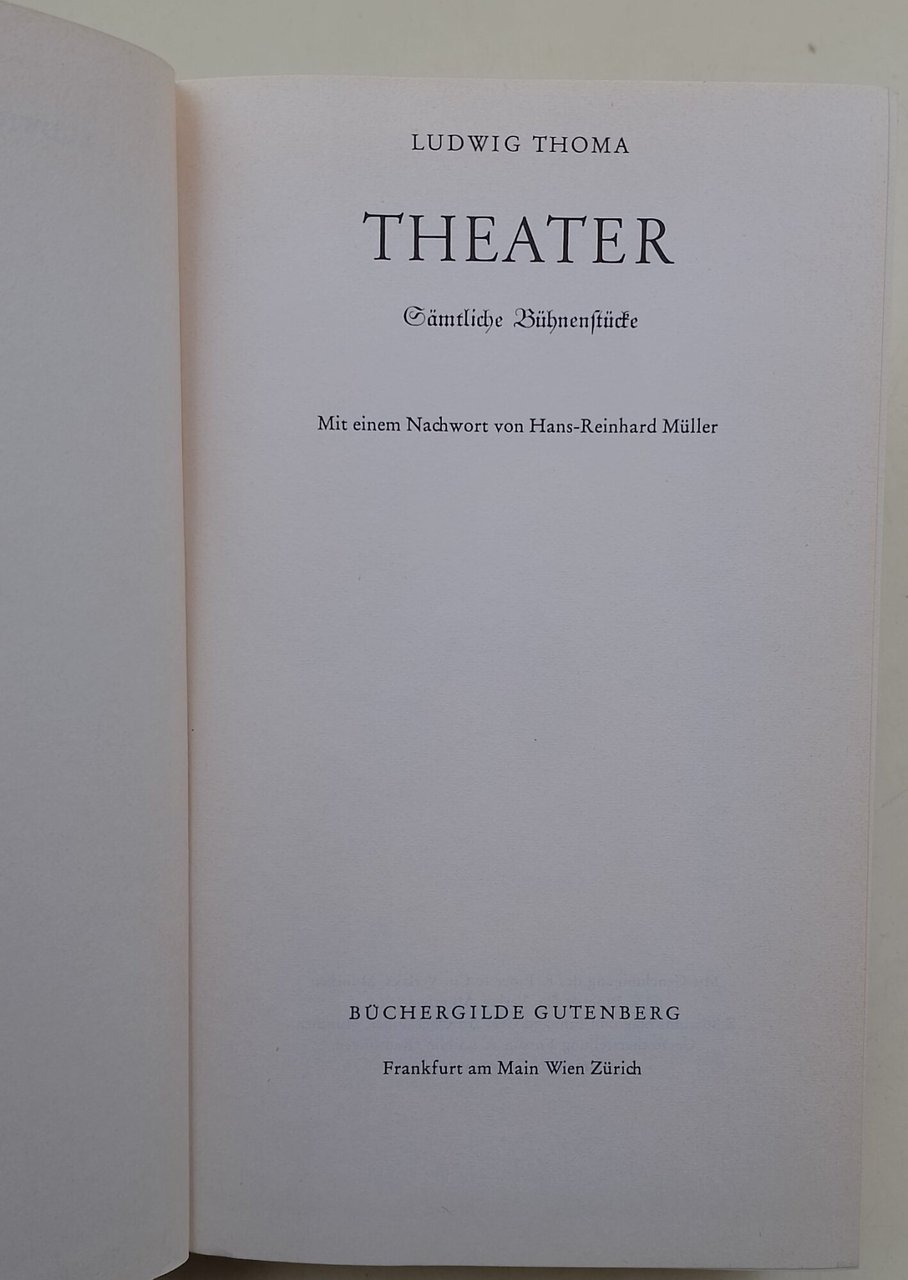 LUDWIG THOMA
THEATER
Sämtliche Bühnenstücke
Mit einem Nachwort von Hans-Reinhard Müller
BÜCHERGILDE GUTENBERG
Frankfurt am Main Wien Zürich